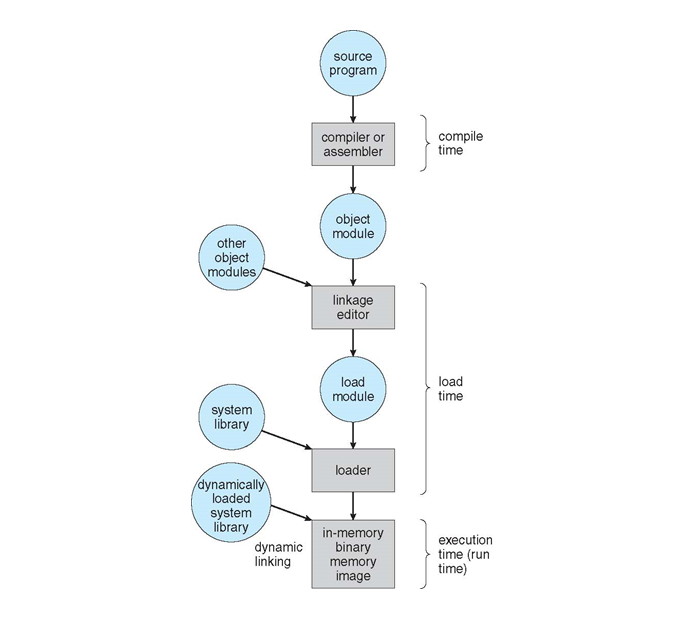 source
program
compiler or
assembler
compile
time
object
module
other
object
modules
linkage
editor
load
module
load
time
system
library
loader
dynamically
loaded
system
library
dynamic
linking
in-memory
binary
memory
image
execution
time (run
time)